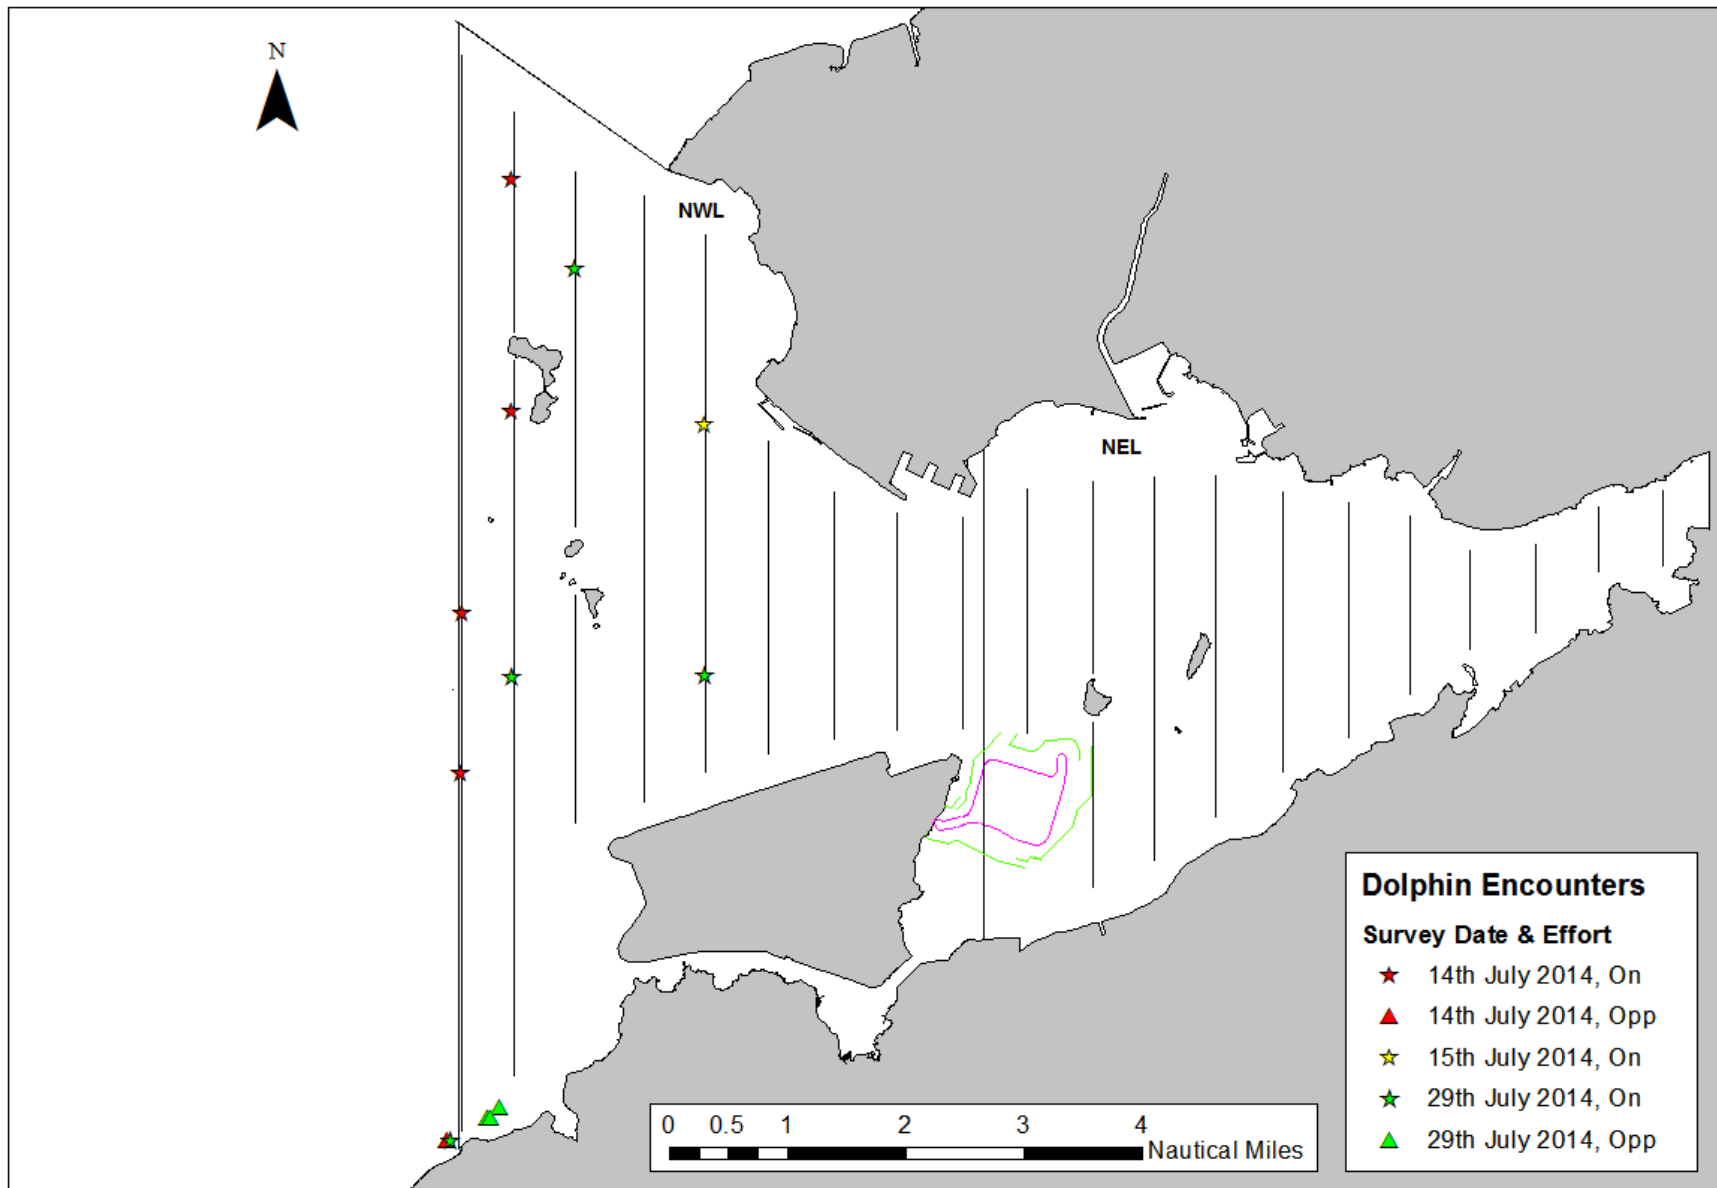 N
NWL
NEL
Dolphin Encounters
Survey Date & Effort
14th July 2014, On
14th July 2014, Opp
15th July 2014, On
29th July 2014, On
29th July 2014, Opp
0 0.5 1 2 3 4
Nautical Miles